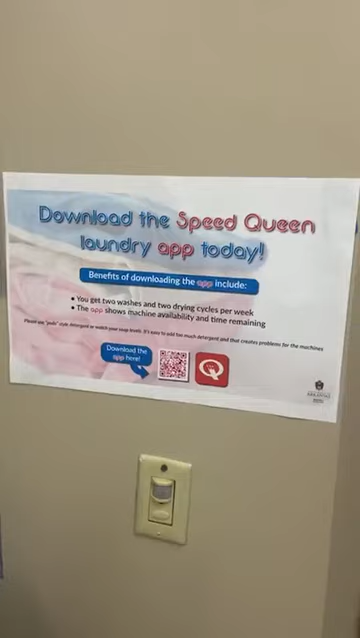 Download the Speed Queen
laundry app today!
Benefits of downloading the app include:
• You get two washes and two drying cycles per week
• The app shows machine availability and time remaining
Please use "pods" style detergent or watch your soap levels. It's easy to add too much detergent and that creates problems for the machines
Download the
app here!
Q